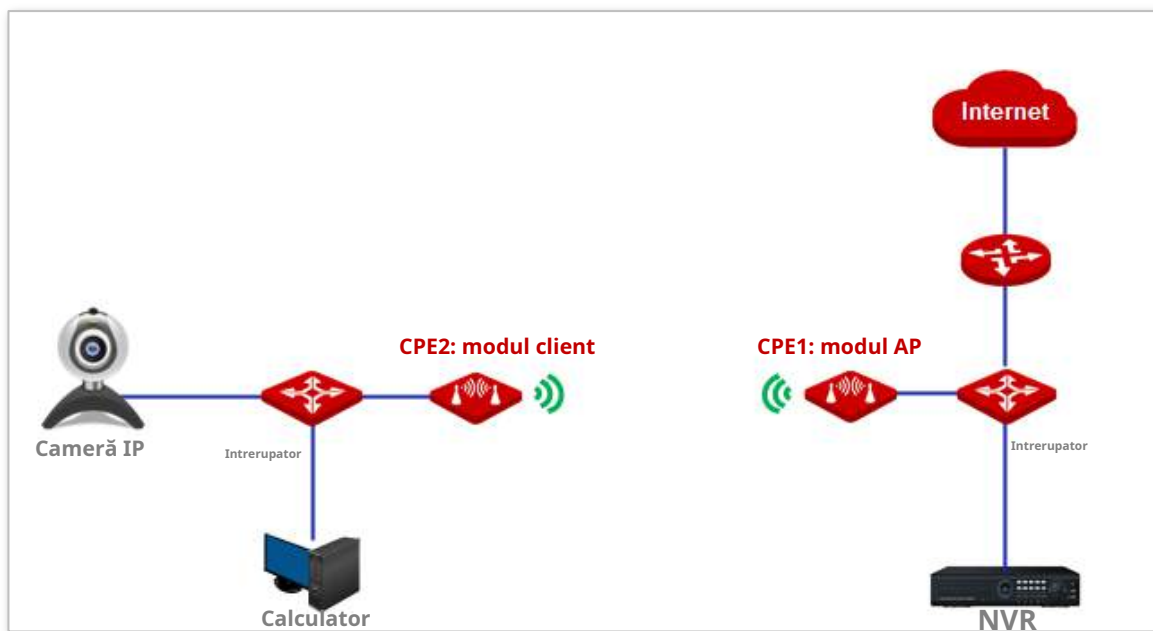 Internet
CPE2: modul client
CPE1: modul AP
Cameră IP
Intrerupator
Intrerupator
Calculator
NVR